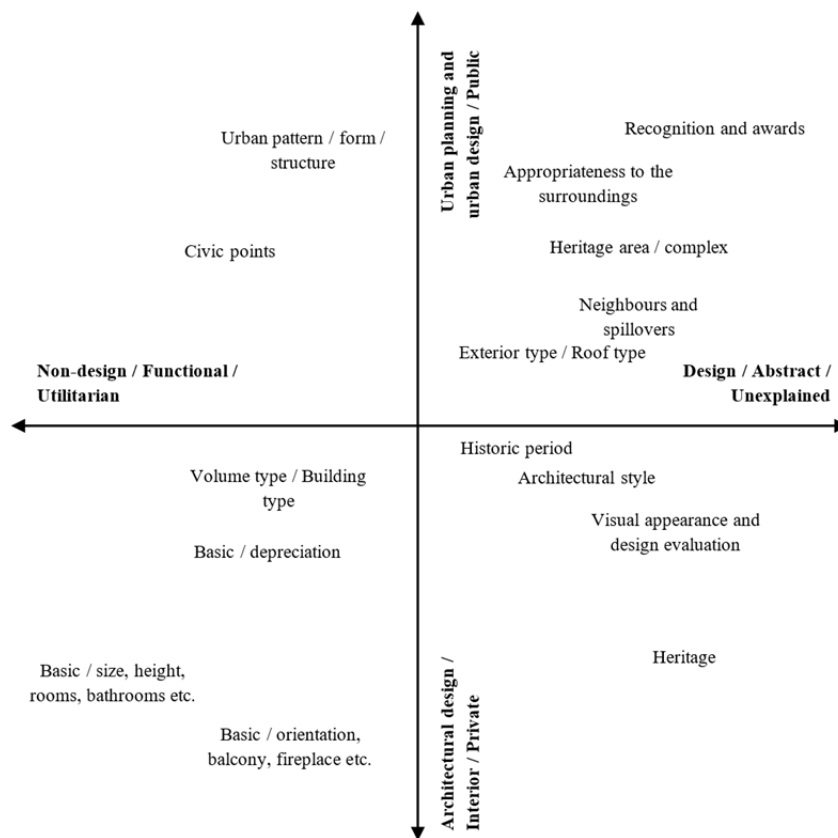 Urban planning and
urban design / Public
Recognition and awards
Urban pattern / form /
structure
Appropriateness to the
surroundings
Civic points
Heritage area / complex
Neighbours and
spillovers
Exterior type / Roof type
Non-design / Functional /
Utilitarian
Design / Abstract /
Unexplained
Historic period
Volume type / Building
type
Architectural style
Visual appearance and
design evaluation
Basic / depreciation
Basic / size, height,
rooms, bathrooms etc.
Heritage
Basic / orientation,
balcony, fireplace etc.
Architectural design /
Interior / Private